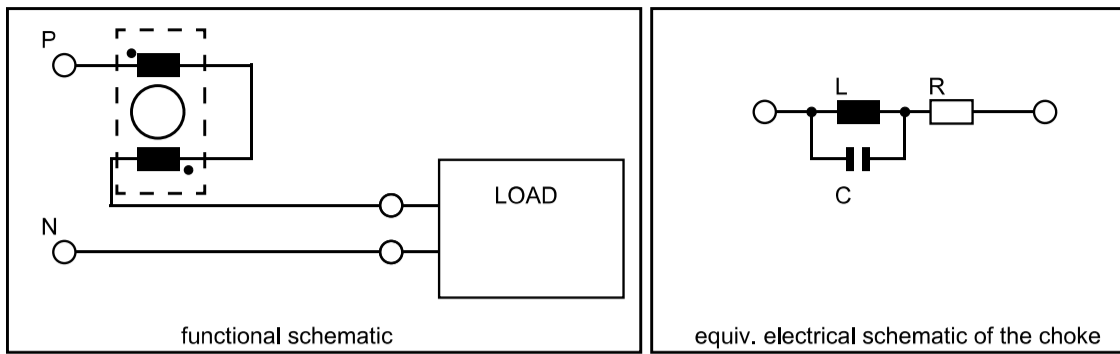 P
N
LOAD
functional schematic
L
R
C
equiv. electrical schematic of the choke